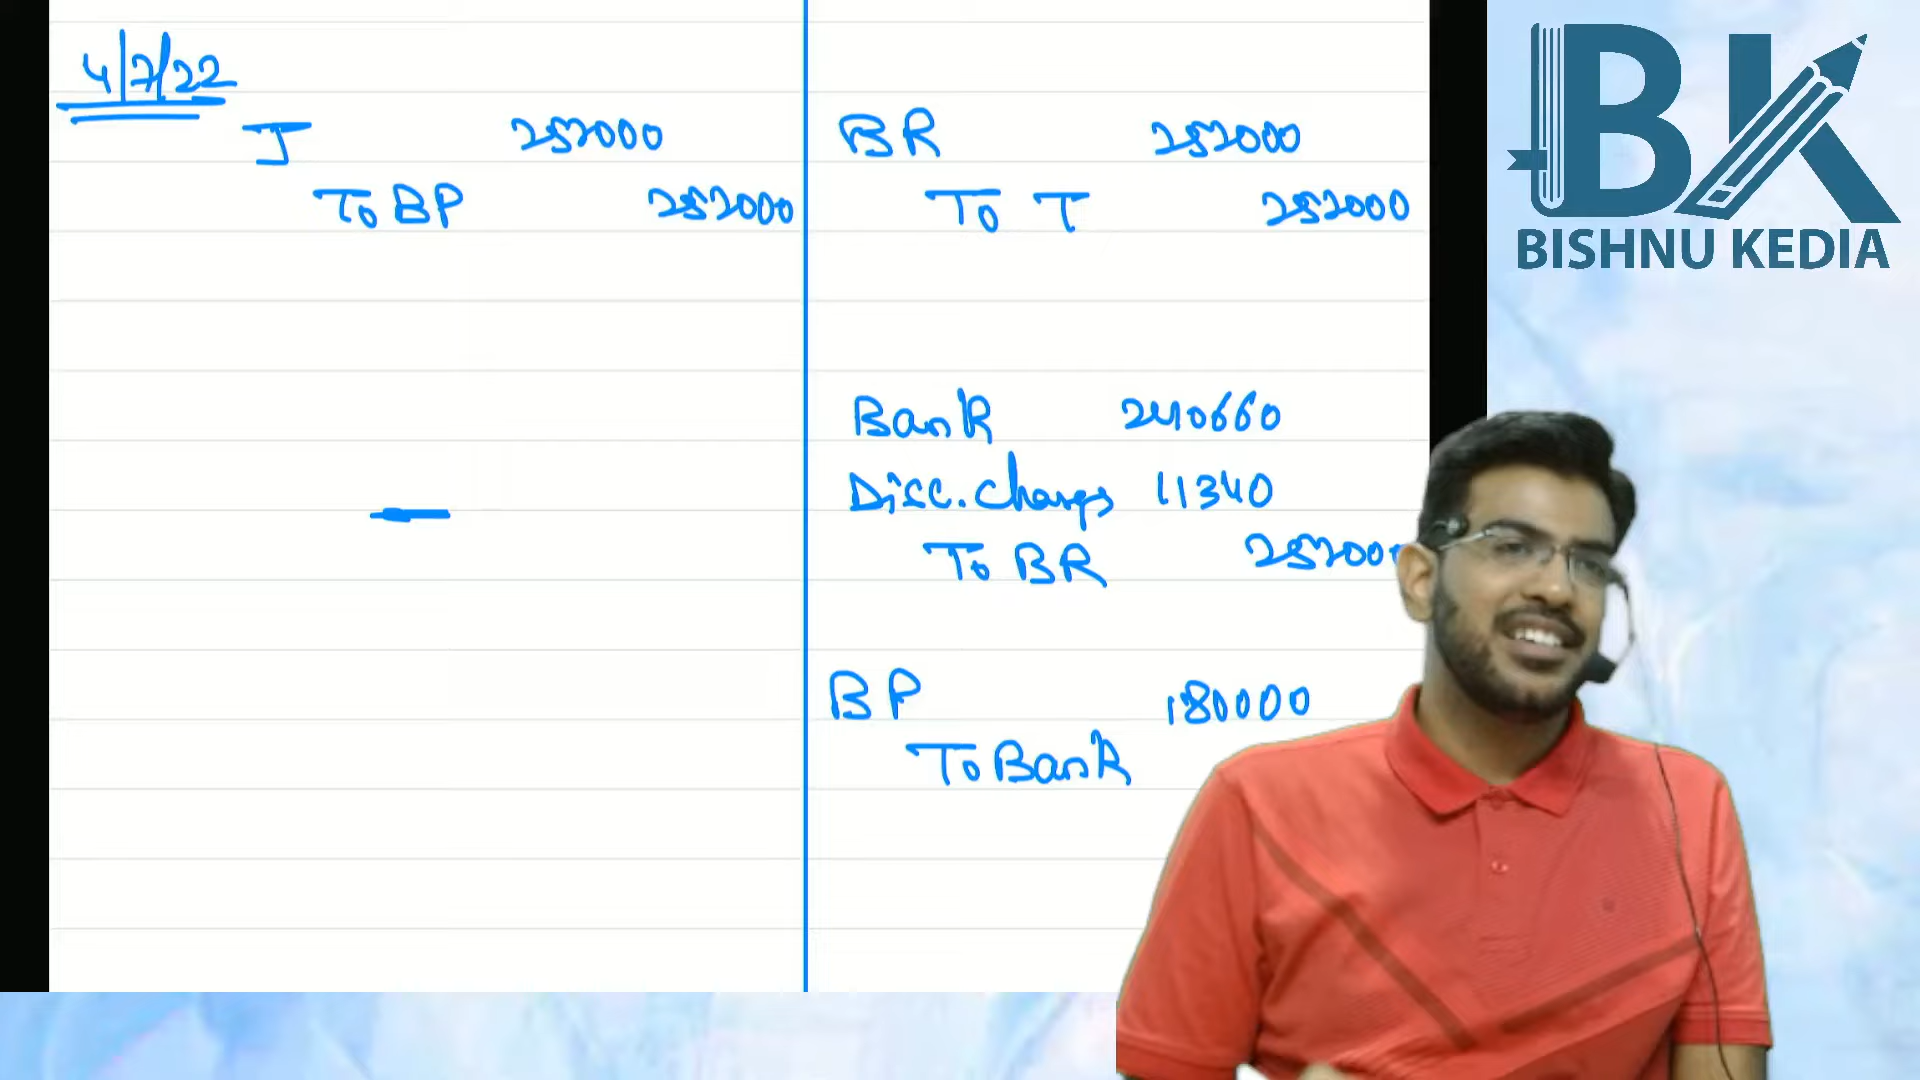 4/7/22
J 252000
To BP 252000
BR 252000
To T 252000
Bank 240660
Disc. Charges 11340
To BR 252000
BP 180000
To Bank
BK
BISHNU KEDIA